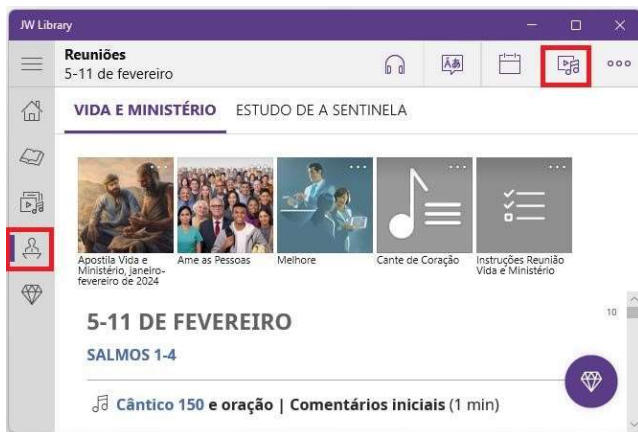 JW Library
Reuniões
5-11 de fevereiro
VIDA E MINISTÉRIO ESTUDO DE A SENTINELA
Apostila Vida e
Ministério, janeiro-
fevereiro de 2024
Ame as Pessoas
Melhore
Cante de Coração
Instruções Reunião
Vida e Ministério
10
5-11 DE FEVEREIRO
SALMOS 1-4
Cântico 150 e oração | Comentários iniciais (1 min)